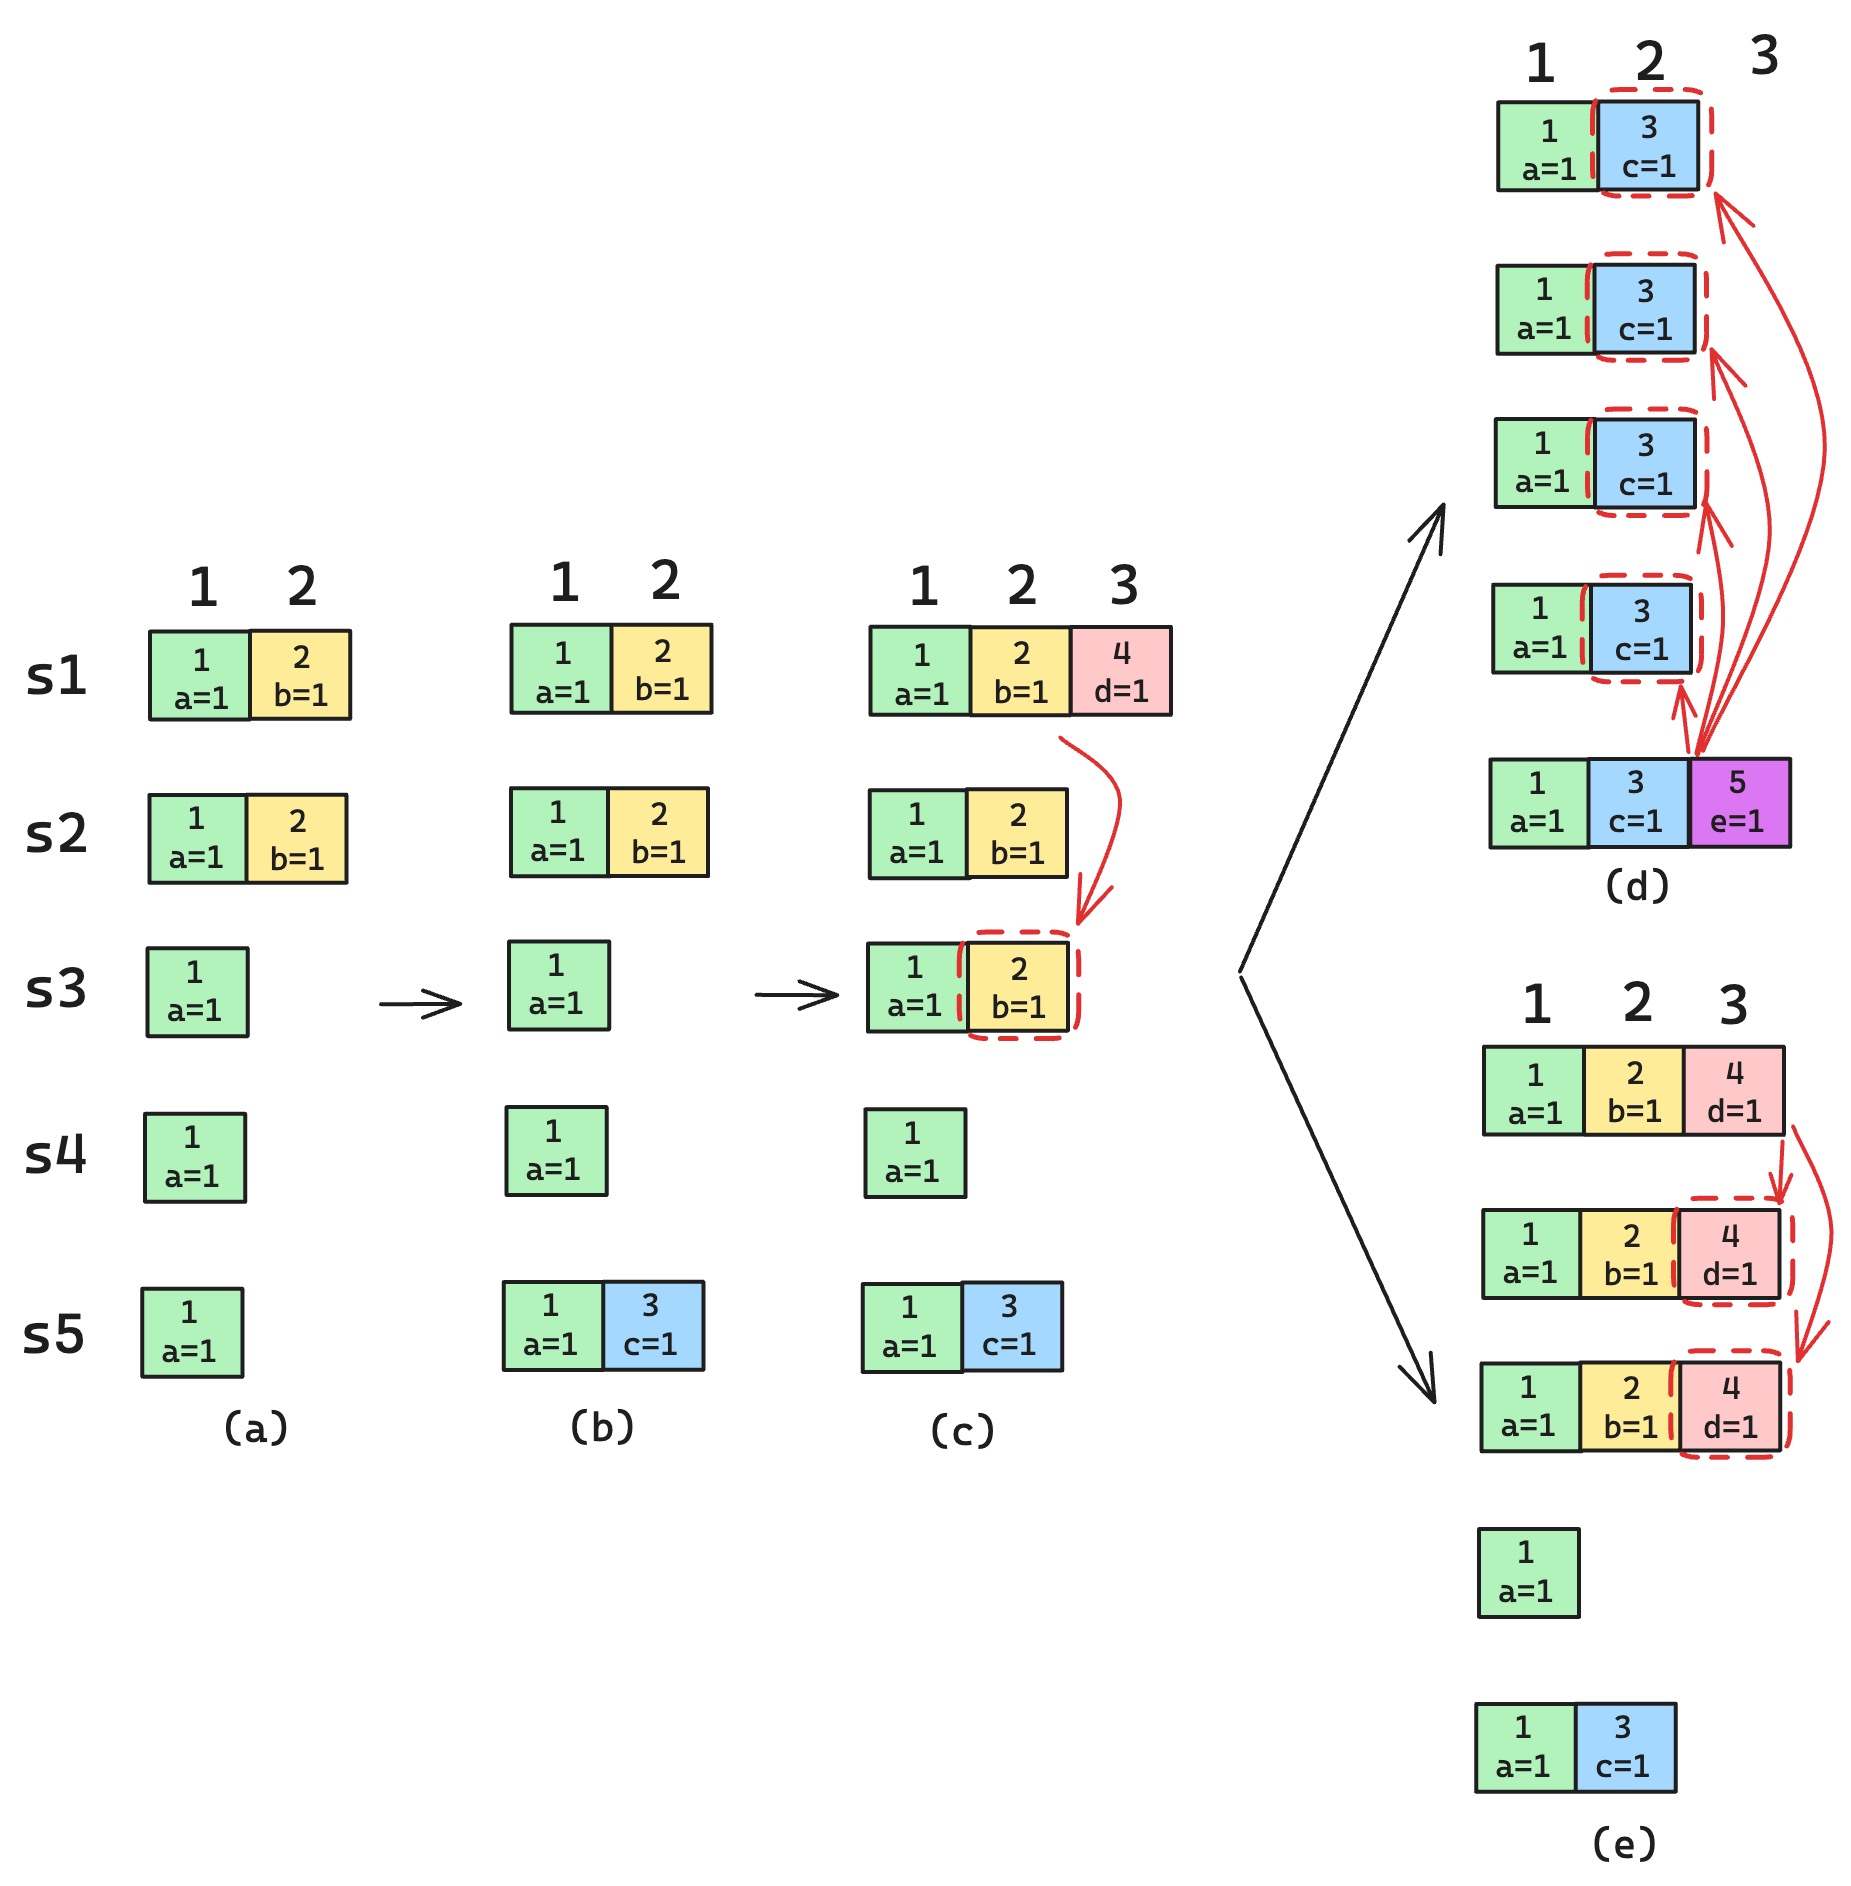 1 2
s1
1 2
a=1 b=1
s2
1 2
a=1 b=1
s3
1
a=1
s4
1
a=1
s5
1
a=1
(a)
1 2
1 2
a=1 b=1
1 2
a=1 b=1
1
a=1
1
a=1
1 3
a=1 c=1
(b)
1 2 3
1 2 4
a=1 b=1 d=1
1 2
a=1 b=1
1 2
a=1 b=1
1
a=1
1 3
a=1 c=1
(c)
1 2 3
1 3
a=1 c=1
1 3
a=1 c=1
1 3
a=1 c=1
1 3
a=1 c=1
1 3 5
a=1 c=1 e=1
(d)
1 2 3
1 2 4
a=1 b=1 d=1
1 2 4
a=1 b=1 d=1
1 2 4
a=1 b=1 d=1
1
a=1
1 3
a=1 c=1
(e)